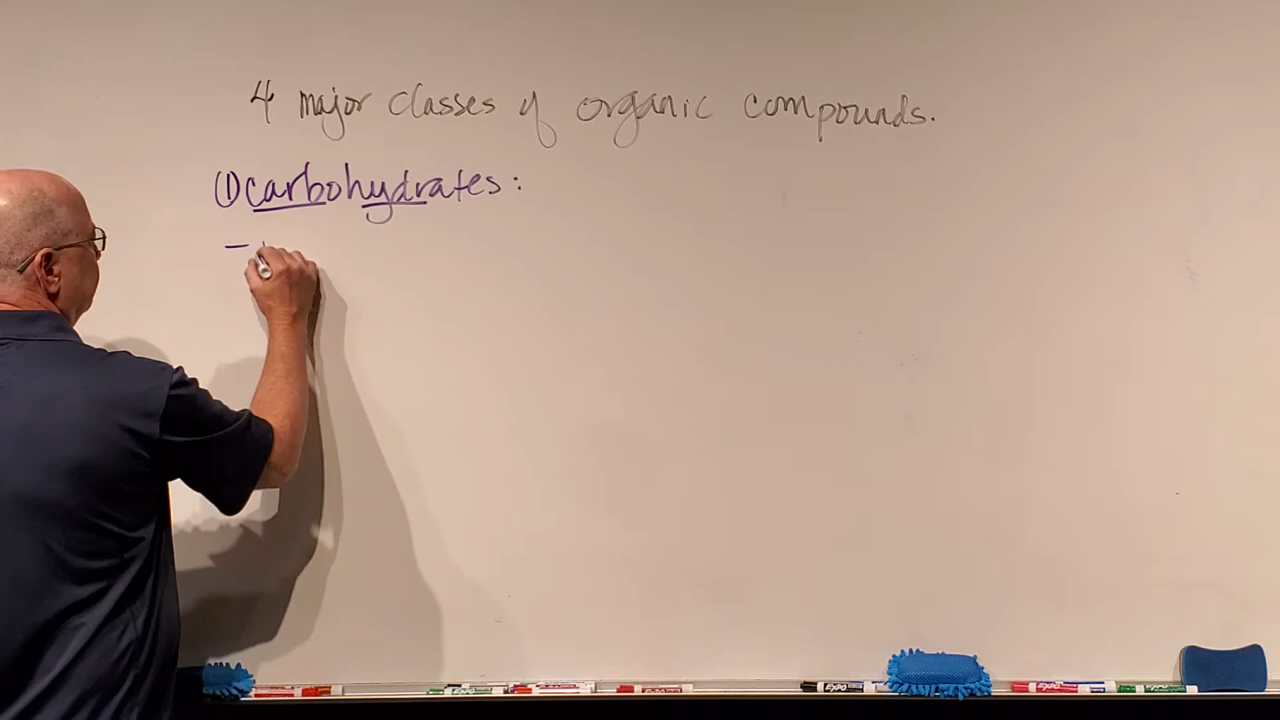 4 major classes of organic compounds.
① carbohydrates:
-